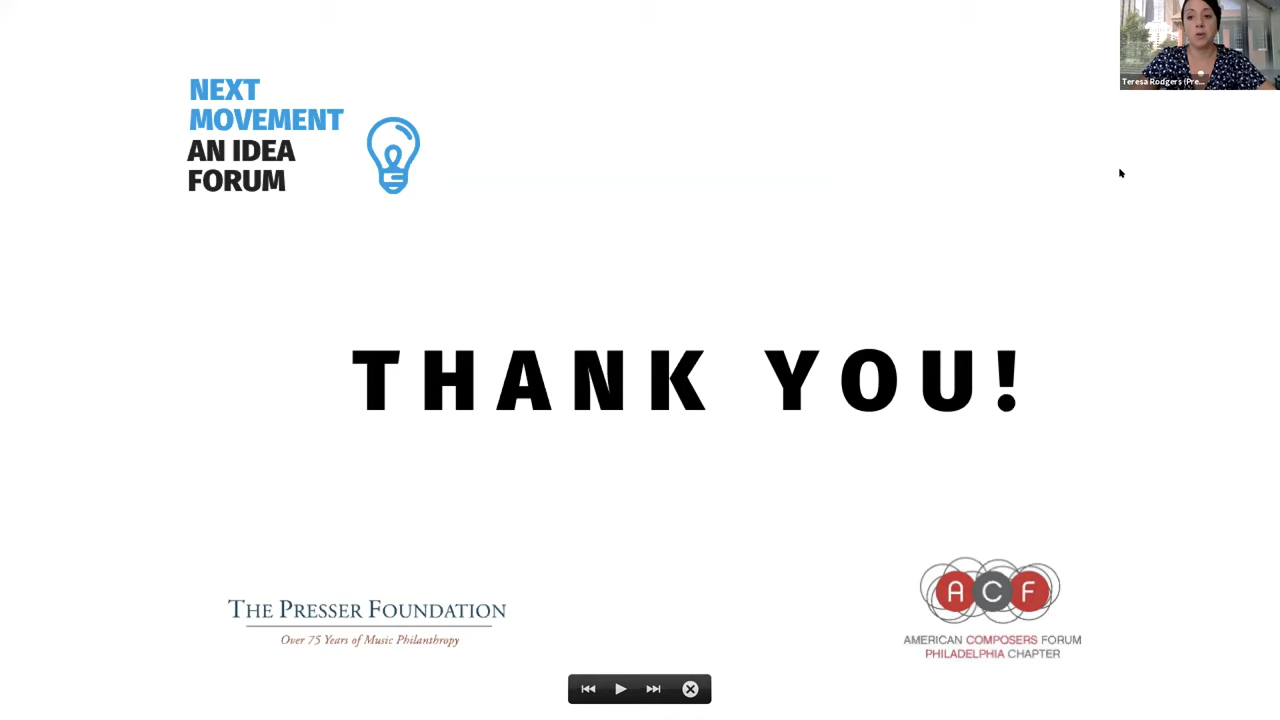 NEXT
MOVEMENT
AN IDEA
FORUM
Teresa Rodgers (Pre...
THANK YOU!
THE PRESSER FOUNDATION
Over 75 Years of Music Philanthropy
A C F
AMERICAN COMPOSERS FORUM
PHILADELPHIA CHAPTER